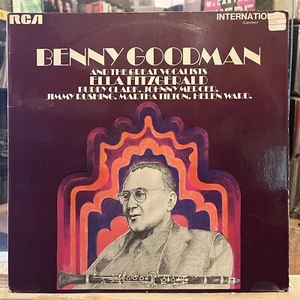 RCA INTERNATIONAL
(Camden)
BENNY GOODMAN
AND THE GREAT VOCALISTS
ELLA FITZGERALD
BUDDY CLARK, JOHNNY MERCER,
JIMMY RUSHING, MARTHA TILTON, HELEN WARD.